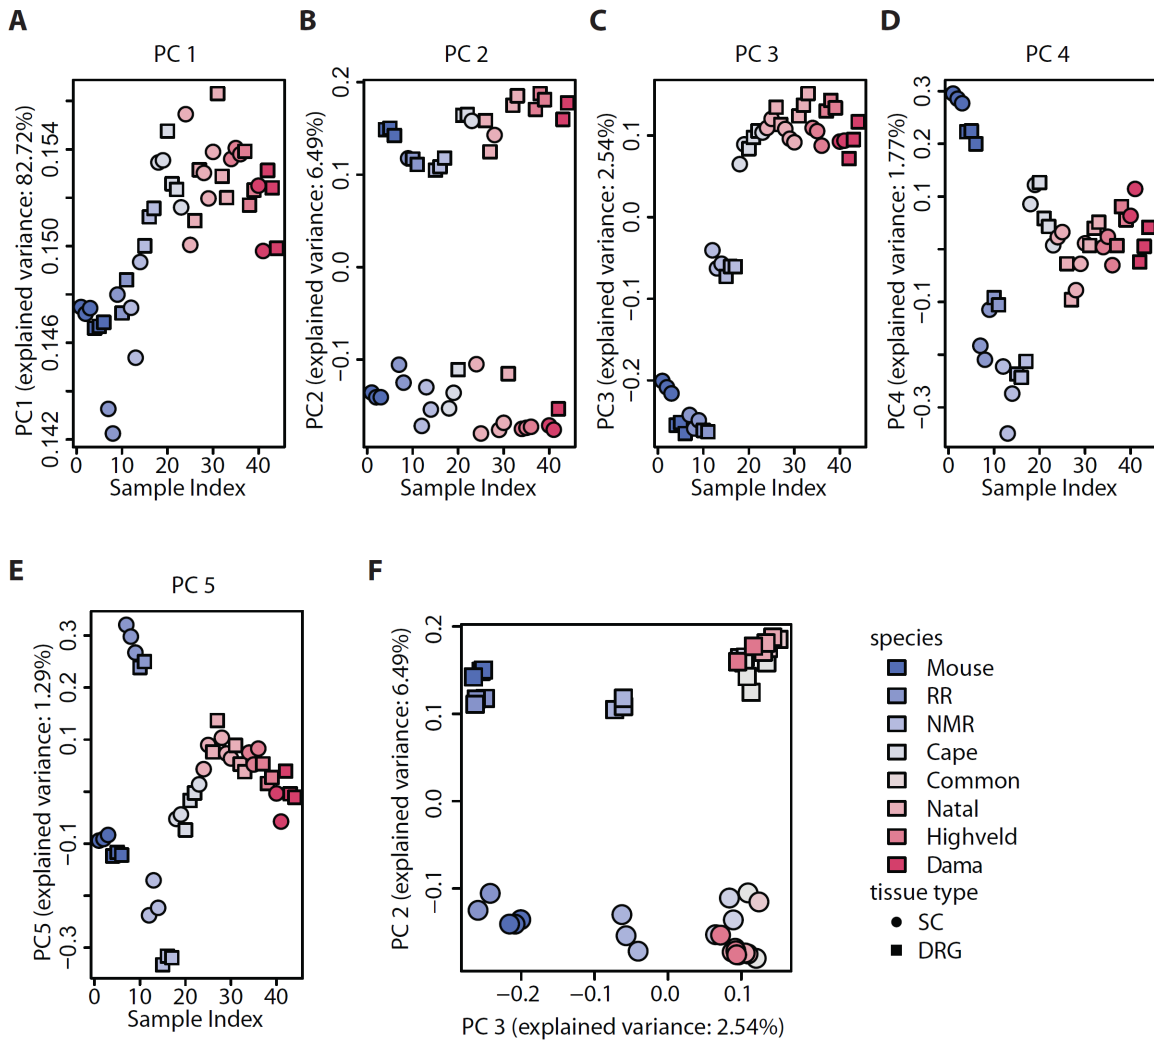 A
PC 1
PC1 (explained variance: 82.72%)
0.154
0.150
0.146
0.142
0 10 20 30 40
Sample Index
B
PC 2
PC2 (explained variance: 6.49%)
0.2
0.1
0.0
−0.1
0 10 20 30 40
Sample Index
C
PC 3
PC3 (explained variance: 2.54%)
0.1
0.0
−0.1
−0.2
0 10 20 30 40
Sample Index
D
PC 4
PC4 (explained variance: 1.77%)
0.3
0.2
0.1
−0.1
−0.3
0 10 20 30 40
Sample Index
E
PC 5
PC5 (explained variance: 1.29%)
0.3
0.2
0.1
−0.1
−0.3
0 10 20 30 40
Sample Index
F
PC 2 (explained variance: 6.49%)
0.2
0.1
0.0
−0.1
−0.2 −0.1 0.0 0.1
PC 3 (explained variance: 2.54%)
species
Mouse
RR
NMR
Cape
Common
Natal
Highveld
Dama
tissue type
SC
DRG